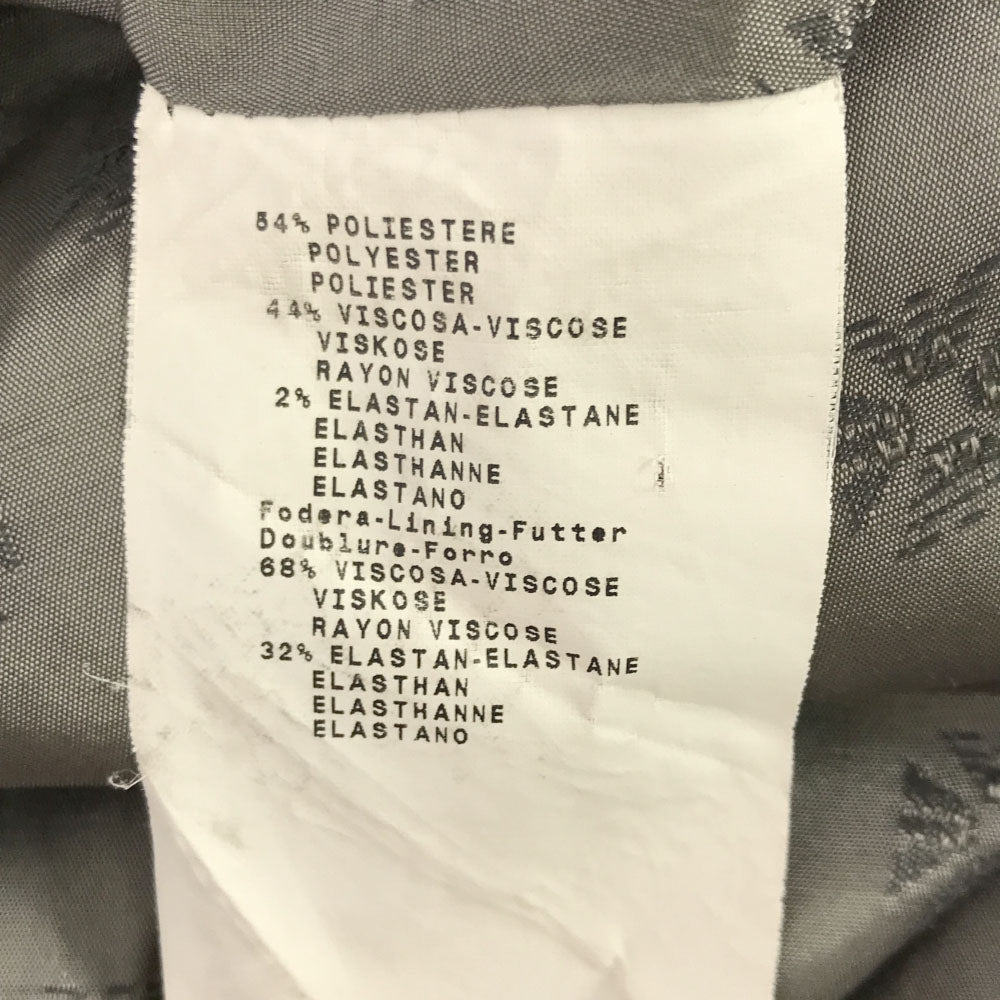 54% POLIESTERE
POLYESTER
POLIESTER
44% VISCOSA-VISCOSE
VISKOSE
RAYON VISCOSE
2% ELASTAN-ELASTANE
ELASTHAN
ELASTHANNE
ELASTANO
Fodera-Lining-Futter
Doublure-Forro
68% VISCOSA-VISCOSE
VISKOSE
RAYON VISCOSE
32% ELASTAN-ELASTANE
ELASTHAN
ELASTHANNE
ELASTANO